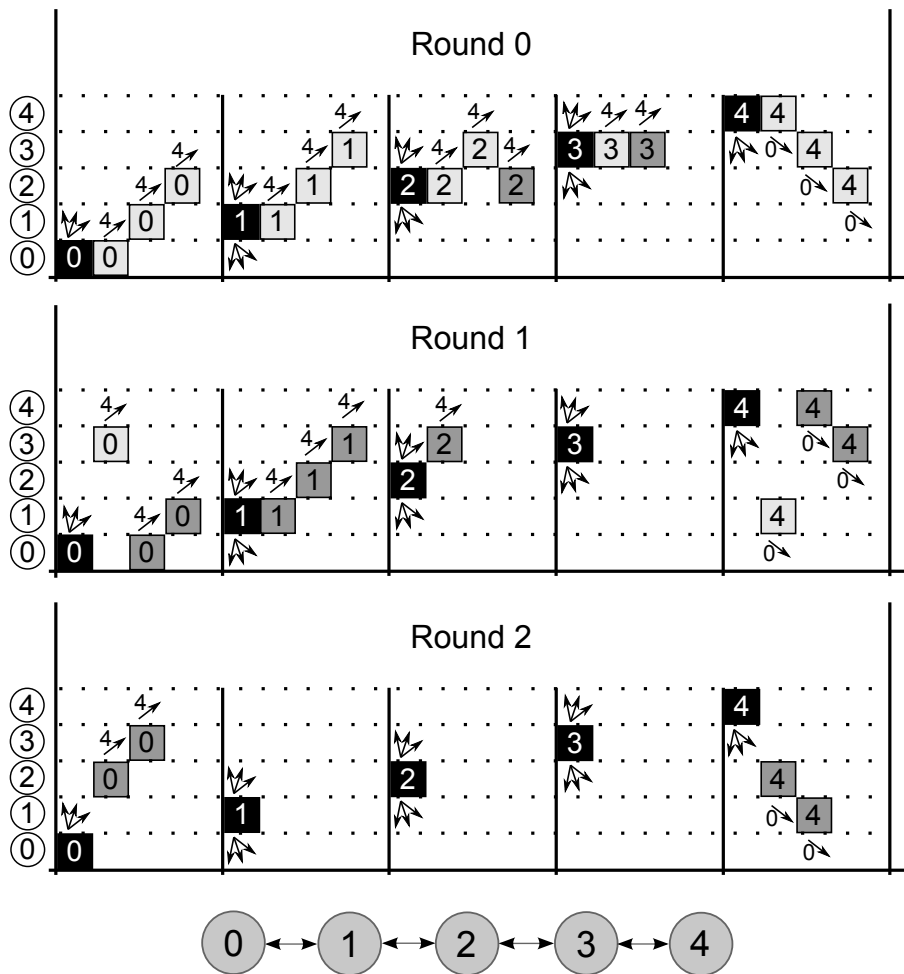 Round 0
4 4 4 4
4 4 4
4 4 4 4 0
3 1 2 3 3 3 4
4 4 0
2 0 1 2 2 2 4
4 0
1 0 1 1
0 0 0
Round 1
4 4 4
4 4 4
4 0
3 0 1 2 3 4
4 4 0
2 1 2
4 0
1 0 1 1 4
0 0 0
Round 2
4
4 4
4
3 0 3
2 0 2 4
0
1 1 4
0
0 0
0 1 2 3 4